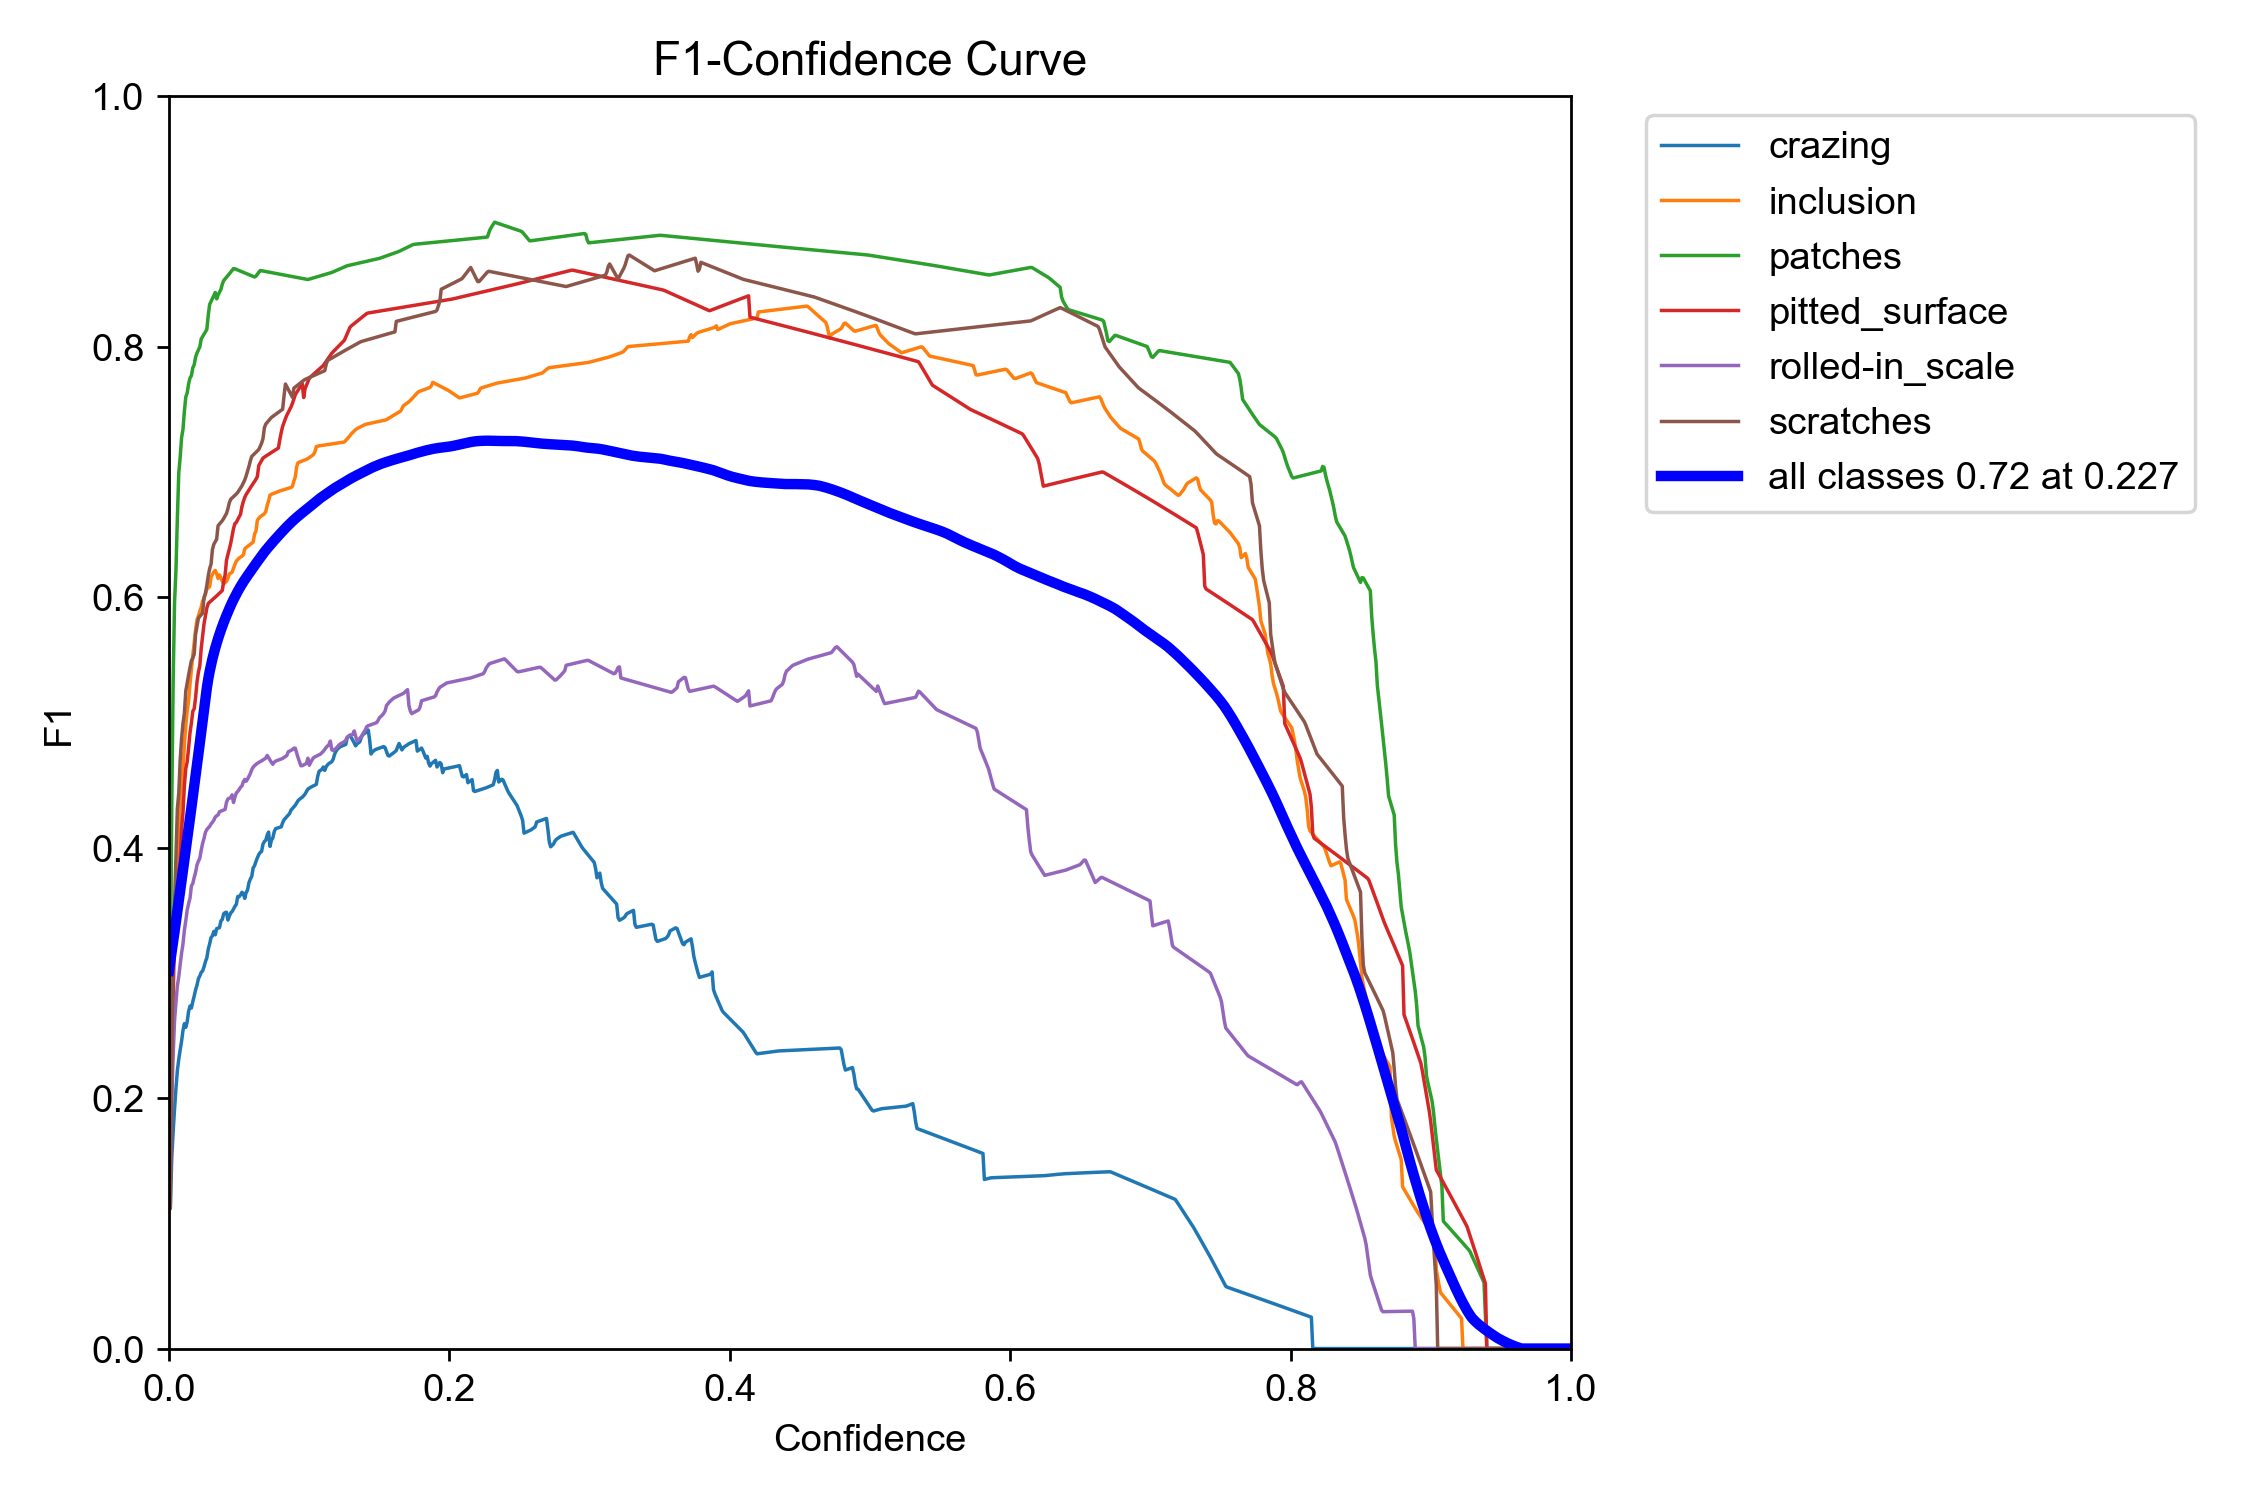 F1-Confidence Curve
1.0
0.8
0.6
0.4
0.2
0.0
F1
0.0 0.2 0.4 0.6 0.8 1.0
Confidence
crazing
inclusion
patches
pitted_surface
rolled-in_scale
scratches
all classes 0.72 at 0.227